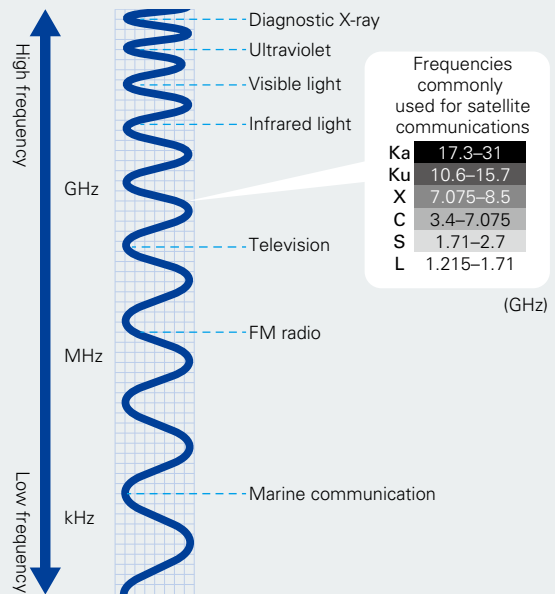 High frequency
Low frequency
GHz
MHz
kHz
Diagnostic X-ray
Ultraviolet
Visible light
Infrared light
Television
FM radio
Marine communication
Frequencies
commonly
used for satellite
communications
Ka 17.3–31
Ku 10.6–15.7
X 7.075–8.5
C 3.4–7.075
S 1.71–2.7
L 1.215–1.71
(GHz)